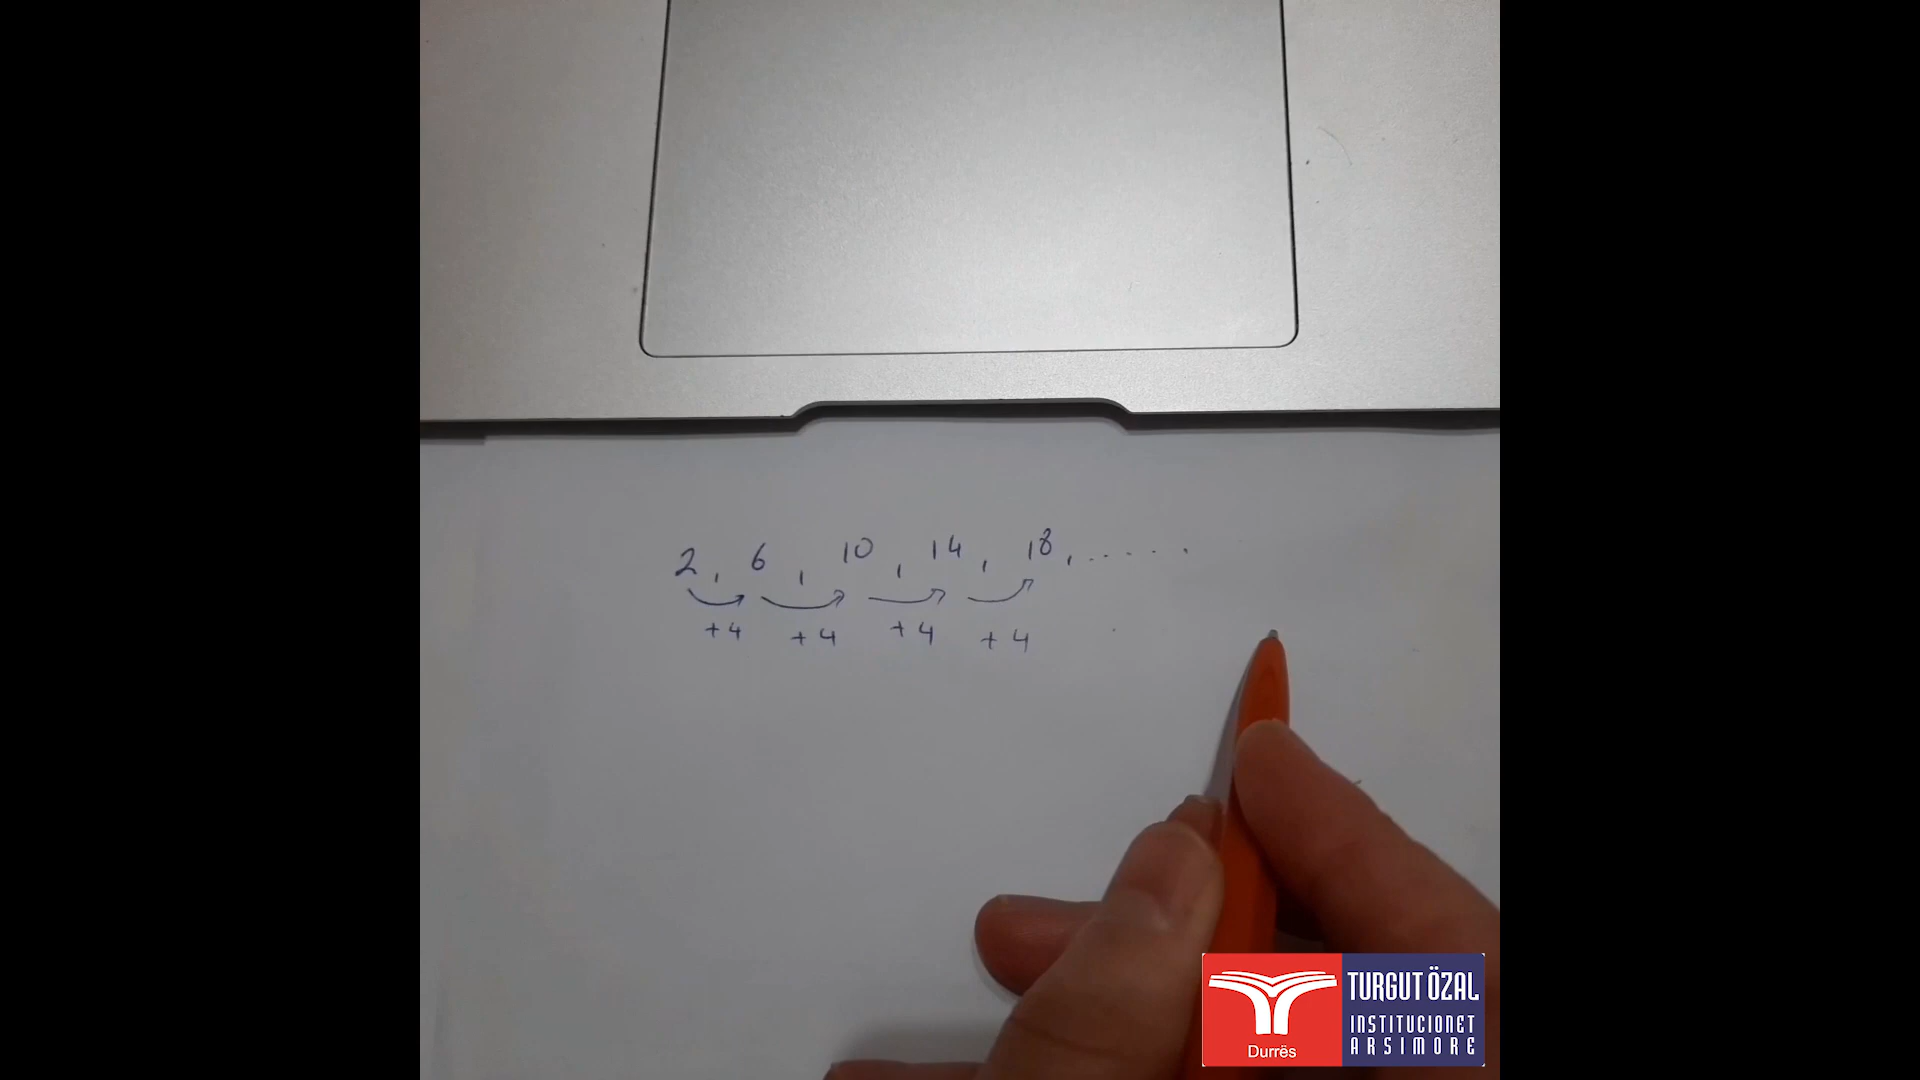 2, 6, 10, 14, 18, .....
+4 +4 +4 +4
TURGUT ÖZAL
INSTITUCIONET
ARSIMORE
Durrës